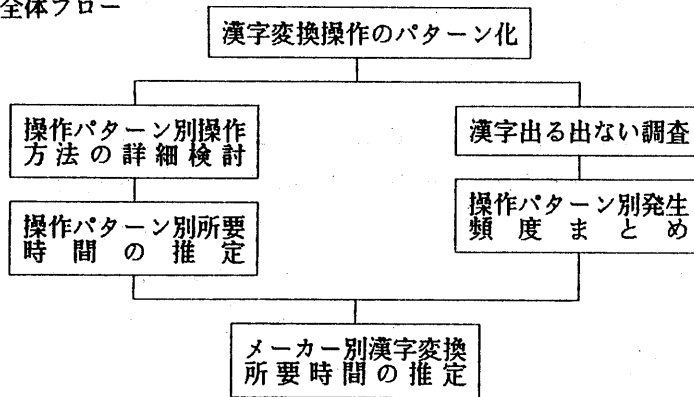 全体フロー
漢字変換操作のパターン化
操作パターン別操作
方法の詳細検討
漢字出る出ない調査
操作パターン別所要
時間の推定
操作パターン別発生
頻度まとめ
メーカー別漢字変換
所要時間の推定